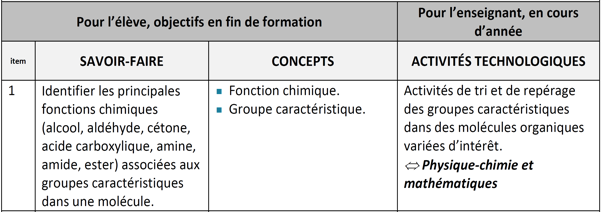 Pour l’élève, objectifs en fin de formation
Pour l’enseignant, en cours
d’année
item
SAVOIR-FAIRE
CONCEPTS
ACTIVITÉS TECHNOLOGIQUES
1
Identifier les principales
fonctions chimiques
(alcool, aldéhyde, cétone,
acide carboxylique, amine,
amide, ester) associées aux
groupes caractéristiques
dans une molécule.
▪ Fonction chimique.
▪ Groupe caractéristique.
Activités de tri et de repérage
des groupes caractéristiques
dans des molécules organiques
variées d’intérêt.
⇔ Physique-chimie et
mathématiques